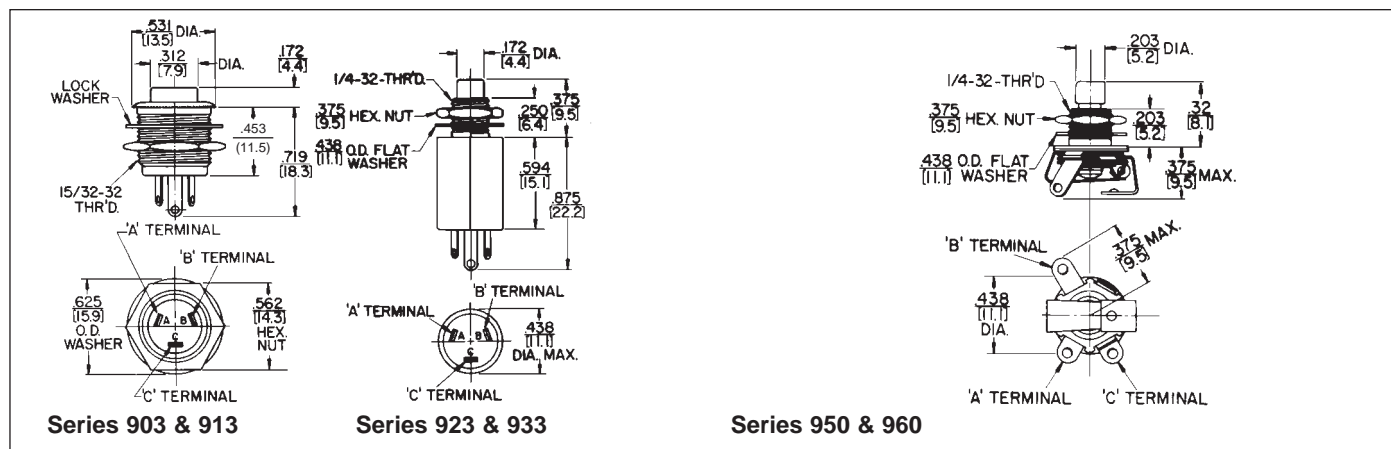 .531
[13.5] DIA.
.312
[7.9] DIA.
.172
[4.4]
LOCK
WASHER
.453
(11.5)
.719
[18.3]
15/32-32
THR'D.
'A' TERMINAL
'B' TERMINAL
.625
[15.9]
O.D.
WASHER
A B
C
.562
[14.3]
HEX.
NUT
'C' TERMINAL
Series 903 & 913
.172
[4.4] DIA.
1/4-32-THR'D.
.375
[9.5] HEX. NUT
.250
[6.4]
.375
[9.5]
.438
[11.1] O.D. FLAT
WASHER
.594
[15.1]
.875
[22.2]
'B' TERMINAL
'A' TERMINAL
A B
C
.438
[11.1]
DIA. MAX.
'C' TERMINAL
Series 923 & 933
.203
[5.2] DIA.
1/4-32-THR'D
.375
[9.5] HEX. NUT
.203
[5.2]
.32
[8.1]
.438
[11.1] O.D. FLAT
WASHER
.375
[9.5] MAX.
'B' TERMINAL
.375
[9.5] MAX.
.438
[11.1]
DIA.
'A' TERMINAL
'C' TERMINAL
Series 950 & 960